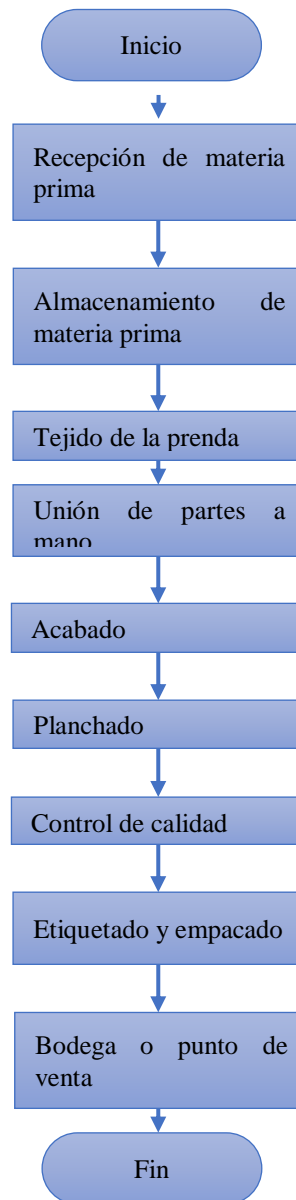 Inicio
Recepción de materia
prima
Almacenamiento de
materia prima
Tejido de la prenda
Unión de partes a
mano
Acabado
Planchado
Control de calidad
Etiquetado y empacado
Bodega o punto de
venta
Fin